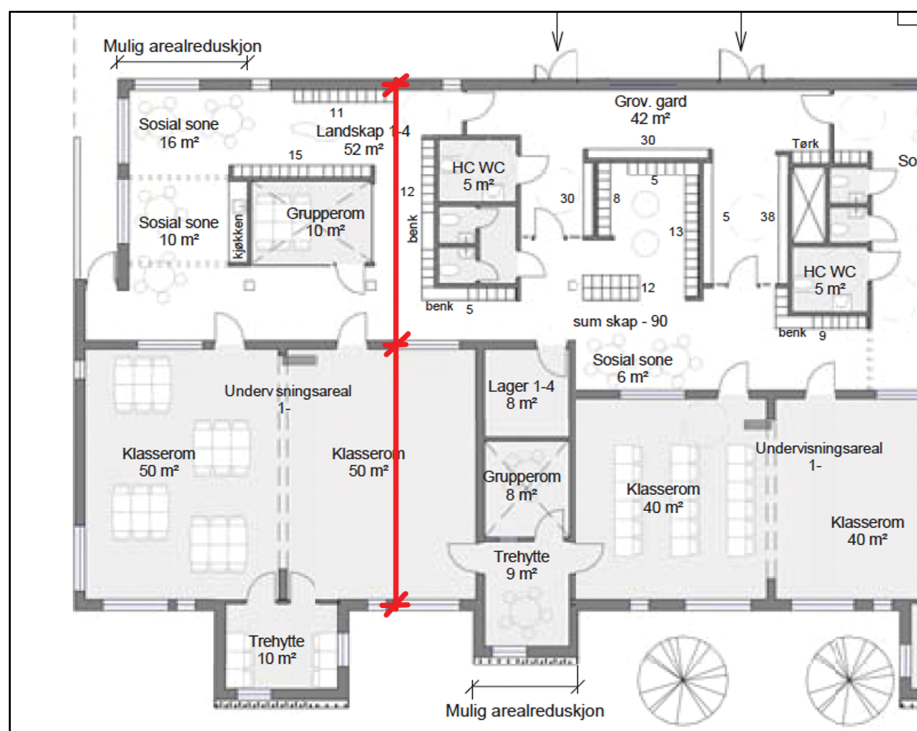 Mulig arealreduskjon
11
Sosial sone
16 m²
Landskap 1-4
52 m²
15
Grov. gard
42 m²
30
Tørk
So
HC WC
5 m²
12
benk
5
8
30
13
5
38
Sosial sone
10 m²
kjøkken
Grupperom
10 m²
HC WC
5 m²
benk
5
12
sum skap - 90
benk
9
Sosial sone
6 m²
Undervisningsareal
1-
Lager 1-4
8 m²
Klasserom
50 m²
Klasserom
50 m²
Grupperom
8 m²
Undervisningsareal
1-
Klasserom
40 m²
Klasserom
40 m²
Trehytte
9 m²
Trehytte
10 m²
Mulig arealreduskjon